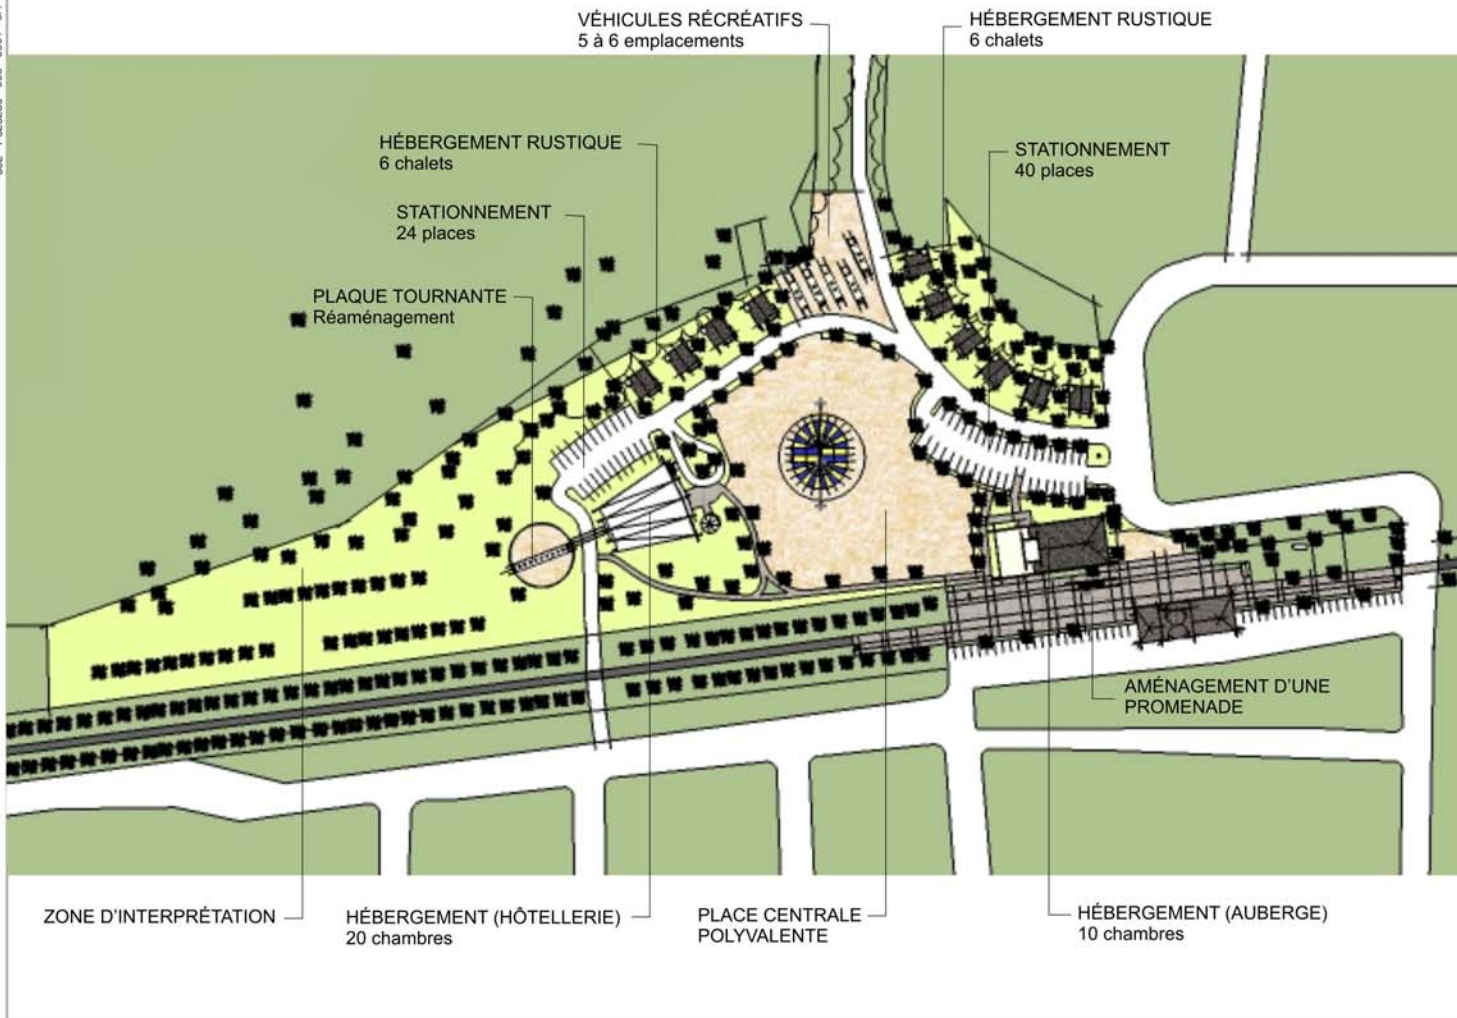 VÉHICULES RÉCRÉATIFS
5 à 6 emplacements
HÉBERGEMENT RUSTIQUE
6 chalets
HÉBERGEMENT RUSTIQUE
6 chalets
STATIONNEMENT
40 places
STATIONNEMENT
24 places
PLAQUE TOURNANTE
Réaménagement
AMÉNAGEMENT D'UNE
PROMENADE
ZONE D'INTERPRÉTATION
HÉBERGEMENT (HÔTELLERIE)
20 chambres
PLACE CENTRALE
POLYVALENTE
HÉBERGEMENT (AUBERGE)
10 chambres